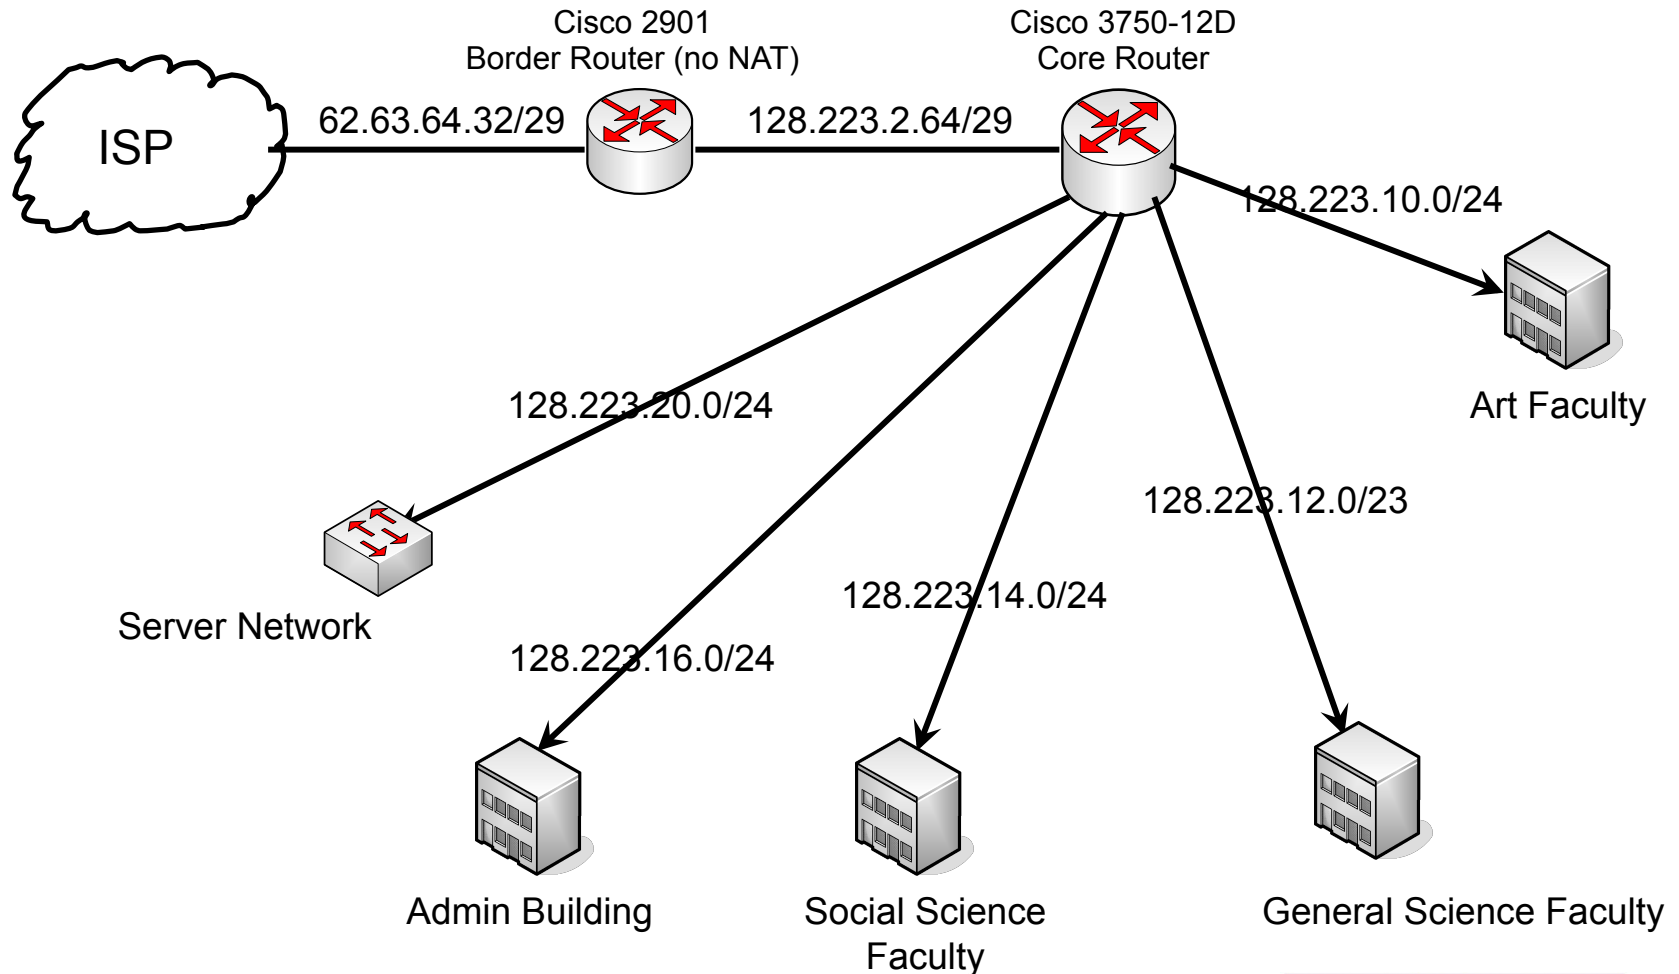 Cisco 2901
Border Router (no NAT)
Cisco 3750-12D
Core Router
ISP
62.63.64.32/29
128.223.2.64/29
128.223.10.0/24
Art Faculty
128.223.20.0/24
128.223.12.0/23
128.223.14.0/24
Server Network
128.223.16.0/24
Admin Building
Social Science
Faculty
General Science Faculty